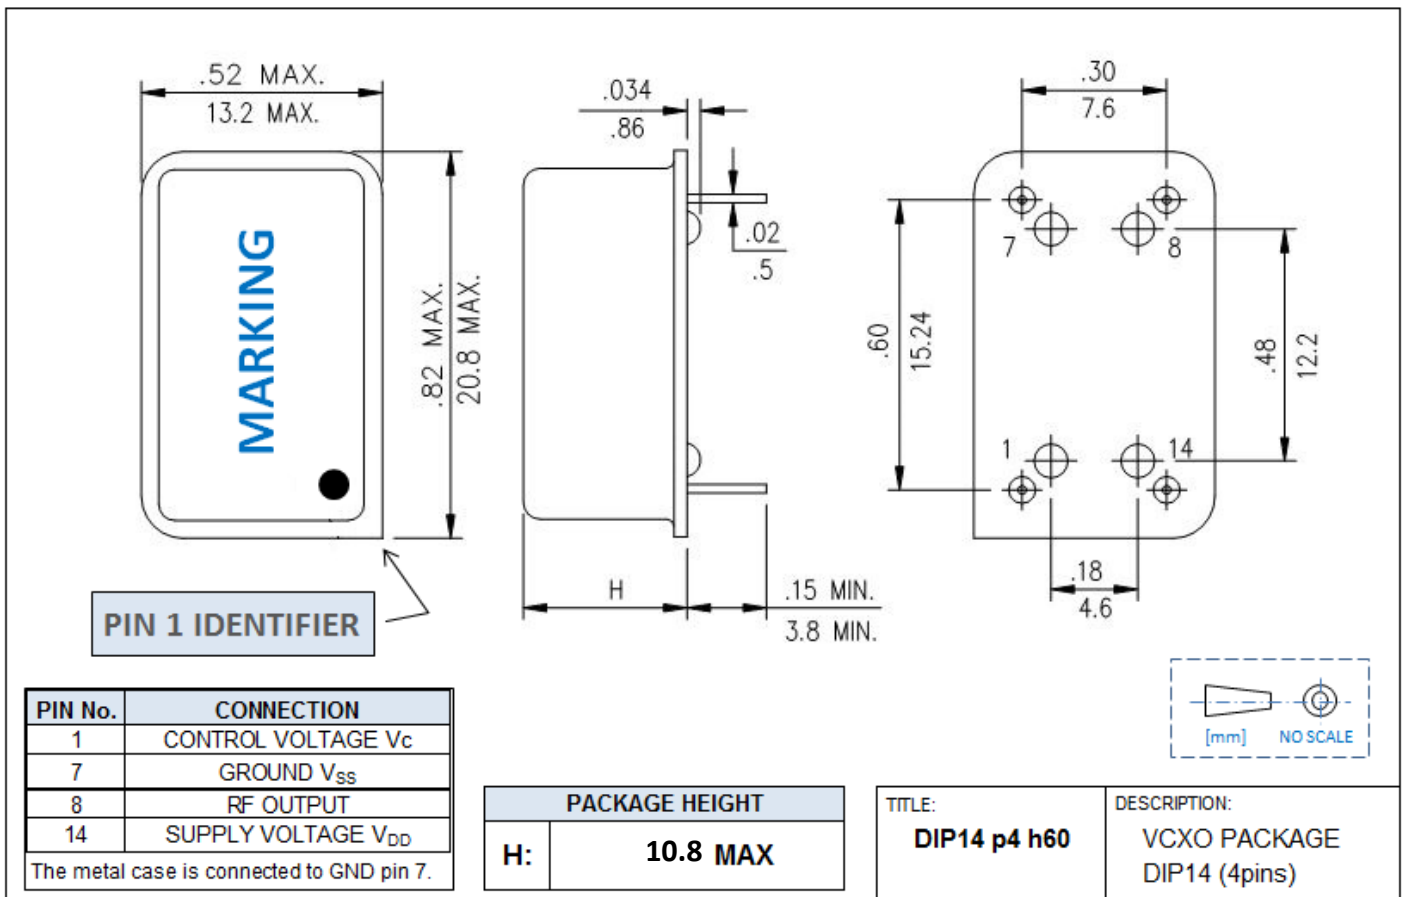 .52 MAX.
13.2 MAX.
MARKING
.82 MAX.
20.8 MAX.
PIN 1 IDENTIFIER
.034
.86
.02
.5
H
.15 MIN.
3.8 MIN.
.30
7.6
7
8
.60
15.24
.48
12.2
1
14
.18
4.6
[mm] NO SCALE
PIN No. CONNECTION
1 CONTROL VOLTAGE Vc
7 GROUND VSS
8 RF OUTPUT
14 SUPPLY VOLTAGE VDD
The metal case is connected to GND pin 7.
PACKAGE HEIGHT
H: 10.8 MAX
TITLE:
DIP14 p4 h60
DESCRIPTION:
VCXO PACKAGE
DIP14 (4pins)